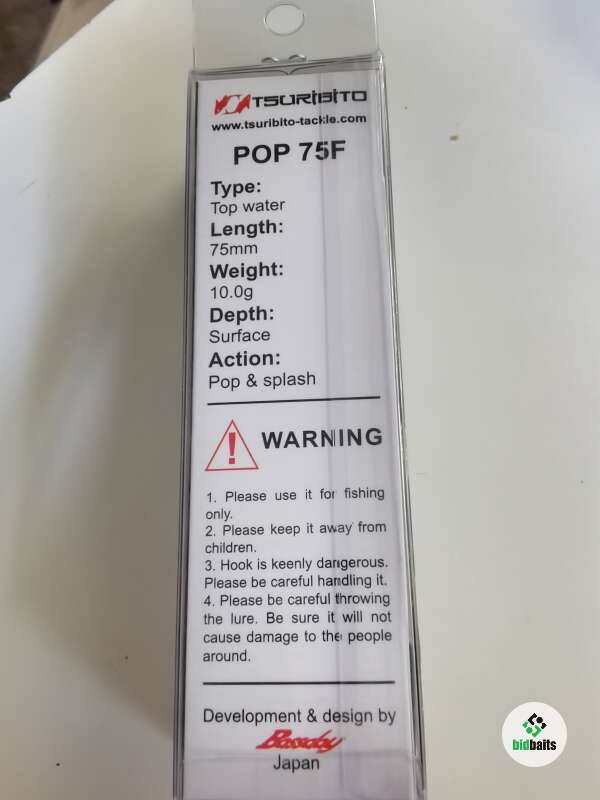 TSURIBITO
www.tsuribito-tackle.com
POP 75F
Type:
Top water
Length:
75mm
Weight:
10.0g
Depth:
Surface
Action:
Pop & splash
WARNING
1. Please use it for fishing
only.
2. Please keep it away from
children.
3. Hook is keenly dangerous.
Please be careful handling it.
4. Please be careful throwing
the lure. Be sure it will not
cause damage to the people
around.
Development & design by
Bassday
Japan
bidbaits